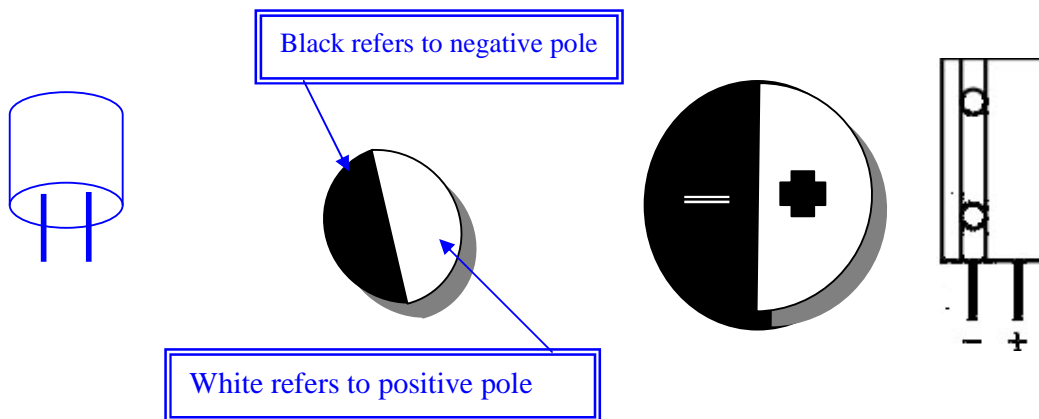 Black refers to negative pole
White refers to positive pole
− +